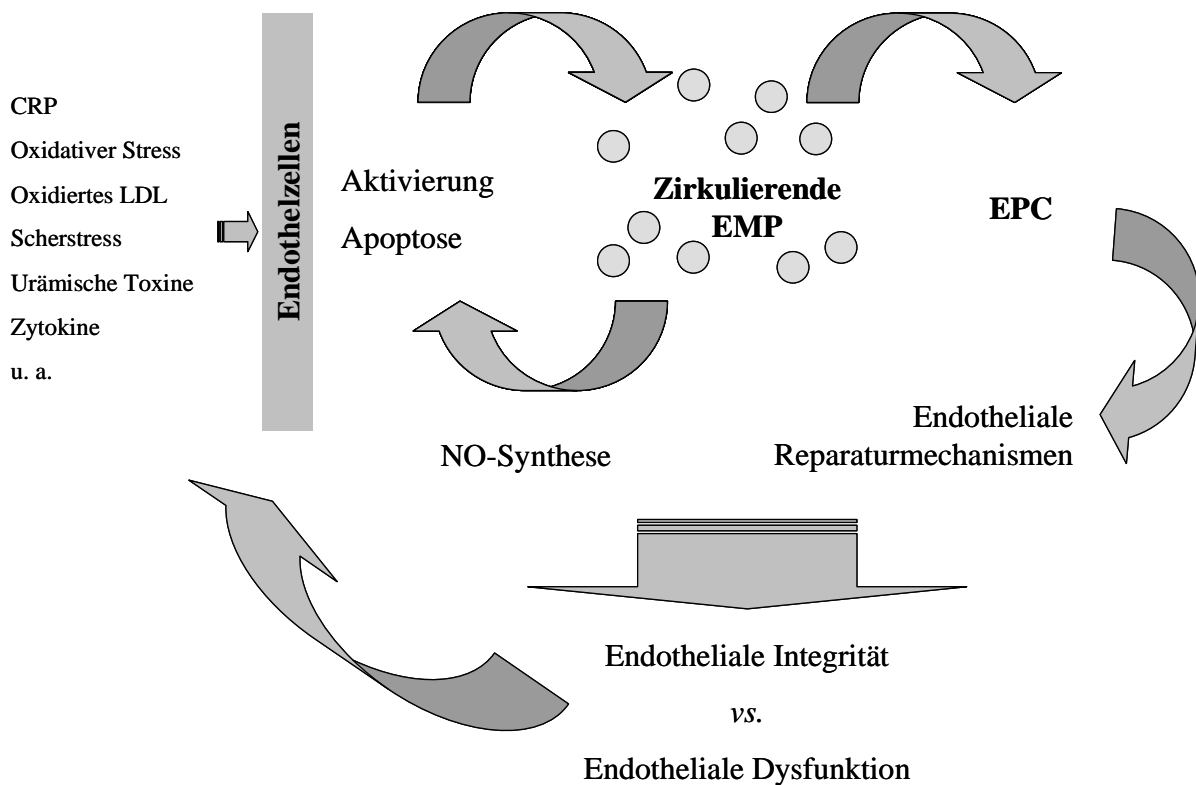 CRP
Oxidativer Stress
Oxidiertes LDL
Scherstress
Urämische Toxine
Zytokine
u. a.
Endothelzellen
Aktivierung
Apoptose
Zirkulierende
EMP
EPC
NO-Synthese
Endotheliale
Reparaturmechanismen
Endotheliale Integrität
vs.
Endotheliale Dysfunktion